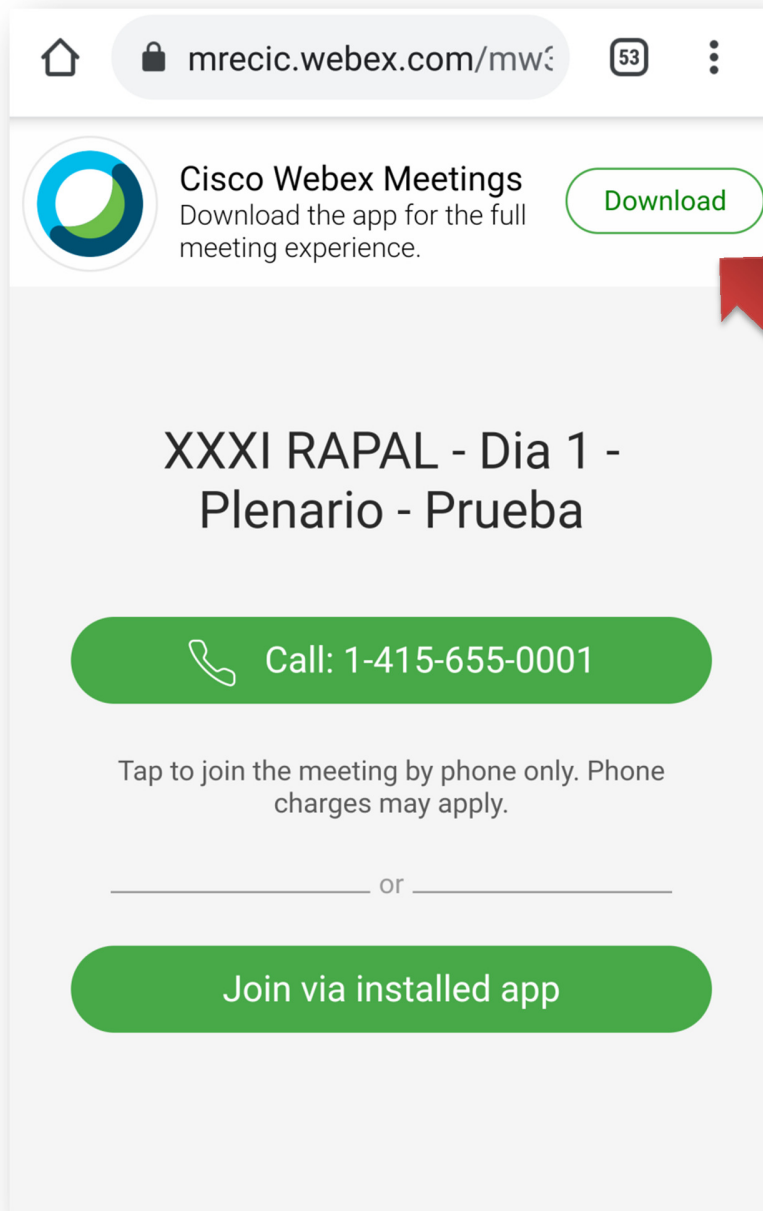 mrecic.webex.com/mw
53
Cisco Webex Meetings
Download the app for the full
meeting experience.
Download
XXXI RAPAL - Dia 1 -
Plenario - Prueba
Call: 1-415-655-0001
Tap to join the meeting by phone only. Phone
charges may apply.
or
Join via installed app